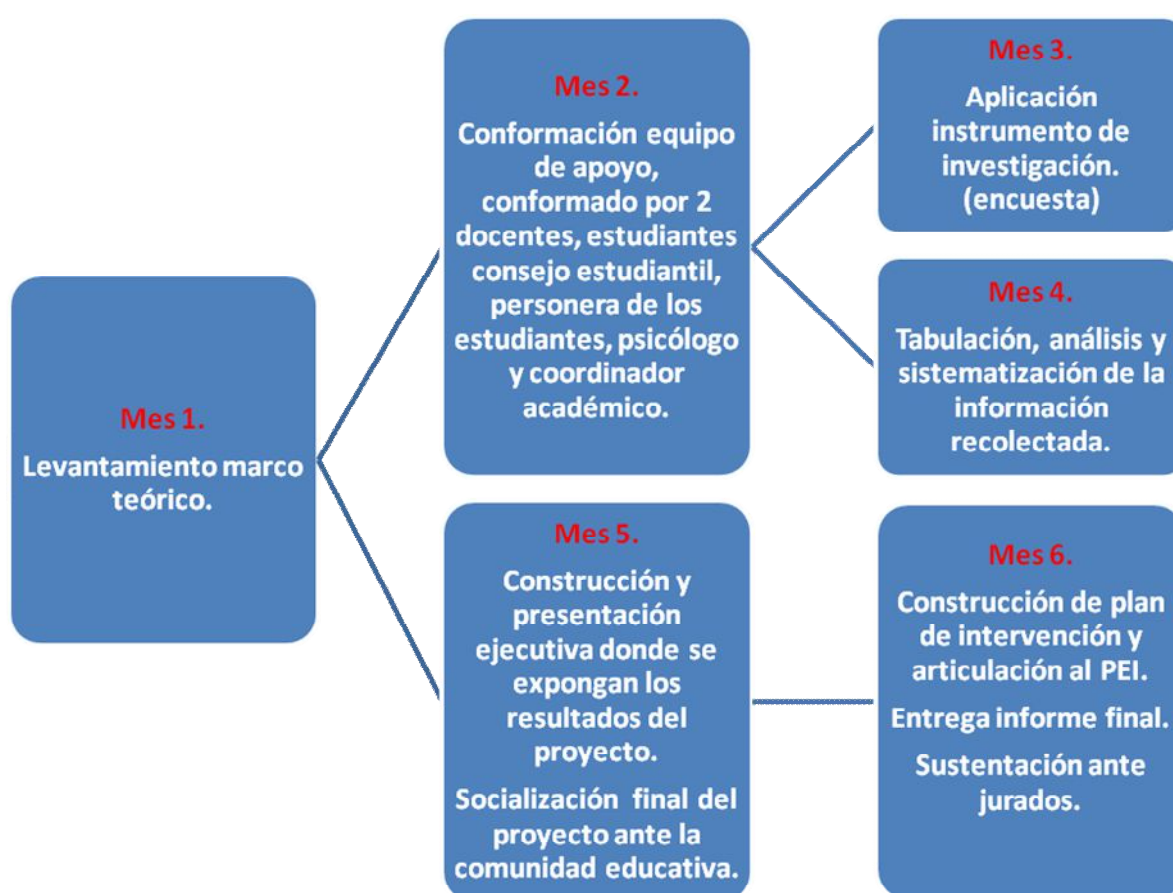 Mes 1.
Levantamiento marco
teórico.
Mes 2.
Conformación equipo
de apoyo,
conformado por 2
docentes, estudiantes
consejo estudiantil,
personera de los
estudiantes, psicólogo
y coordinador
académico.
Mes 3.
Aplicación
instrumento de
investigación.
(encuesta)
Mes 4.
Tabulación, análisis y
sistematización de la
información
recolectada.
Mes 5.
Construcción y
presentación
ejecutiva donde se
expongan los
resultados del
proyecto.
Socialización final del
proyecto ante la
comunidad educativa.
Mes 6.
Construcción de plan
de intervención y
articulación al PEI.
Entrega informe final.
Sustentación ante
jurados.